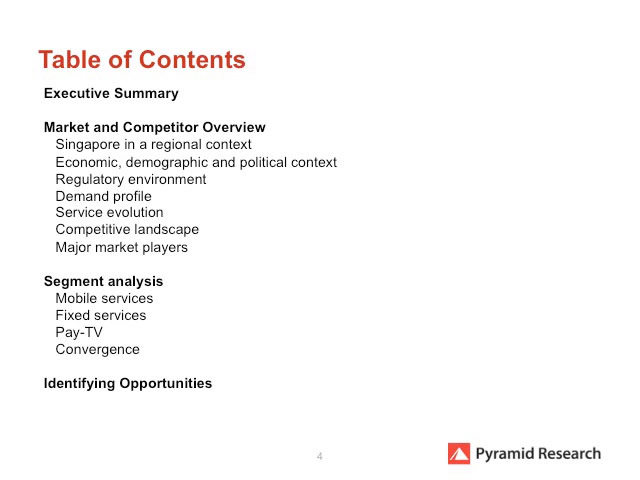 Table of Contents
Executive Summary
Market and Competitor Overview
Singapore in a regional context
Economic, demographic and political context
Regulatory environment
Demand profile
Service evolution
Competitive landscape
Major market players
Segment analysis
Mobile services
Fixed services
Pay-TV
Convergence
Identifying Opportunities
4
Pyramid Research